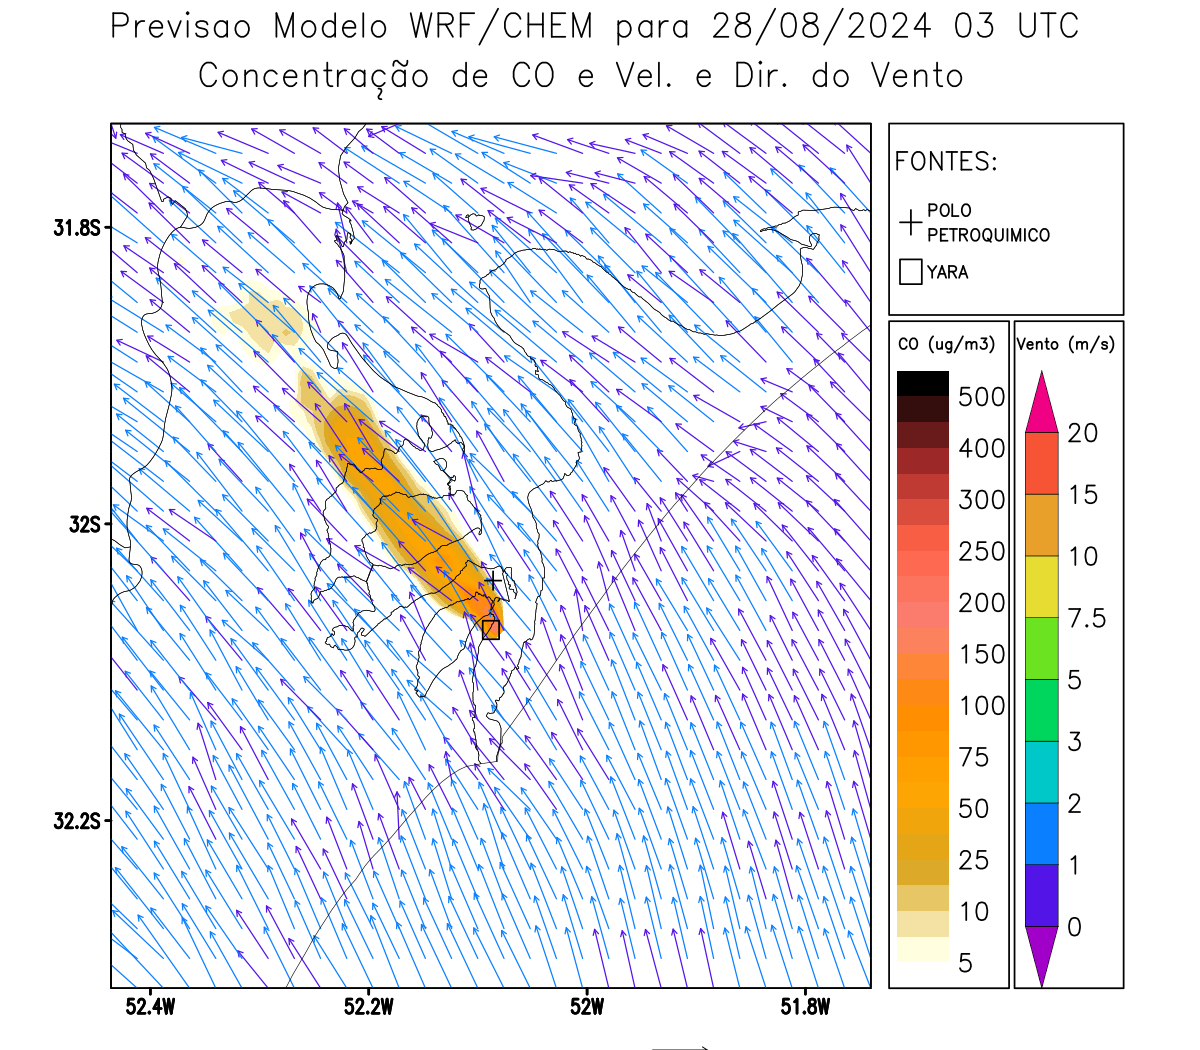 Previsao Modelo WRF/CHEM para 28/08/2024 03 UTC
Concentração de CO e Vel. e Dir. do Vento
FONTES:
POLO
PETROQUIMICO
YARA
CO (ug/m3)
500
400
300
250
200
150
100
75
50
25
10
5
Vento (m/s)
20
15
10
7.5
5
3
2
1
0
31.8S
32S
32.2S
52.4W
52.2W
52W
51.8W